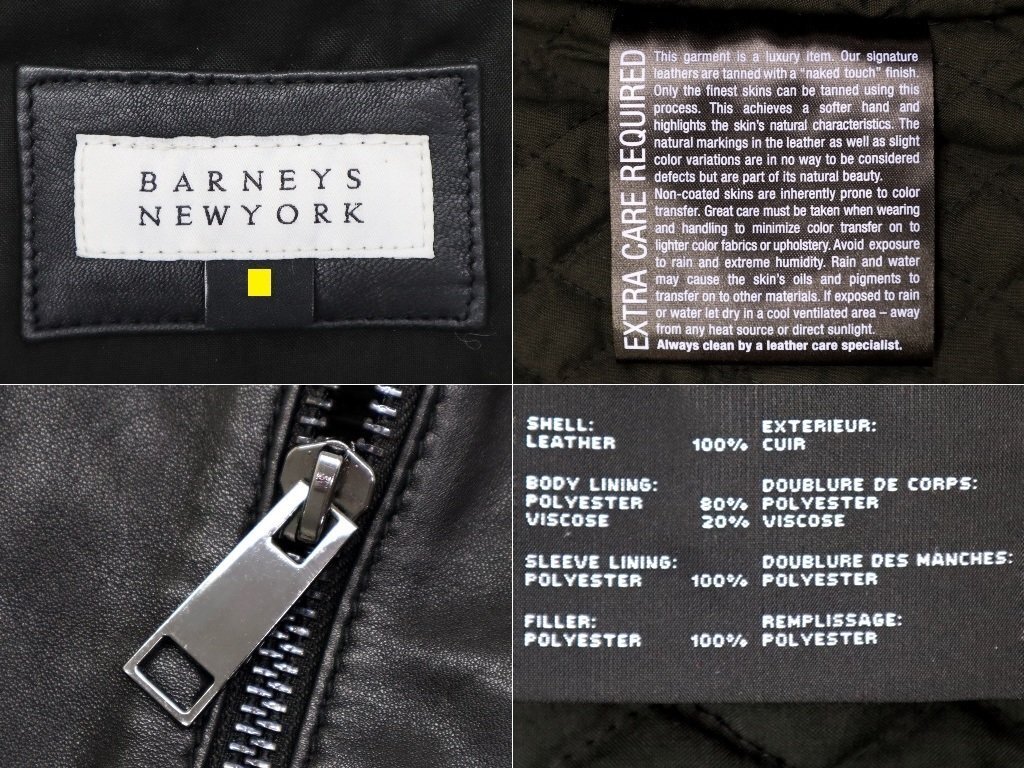 BARNEYS
NEWYORK
EXTRA CARE REQUIRED
This garment is a luxury item. Our signature
leathers are tanned with a “naked touch” finish.
Only the finest skins can be tanned using this
process. This achieves a softer hand and
highlights the skin's natural characteristics. The
natural markings in the leather as well as slight
color variations are in no way to be considered
defects but are part of its natural beauty.
Non-coated skins are inherently prone to color
transfer. Great care must be taken when wearing
and handling to minimize color transfer on to
lighter color fabrics or upholstery. Avoid exposure
to rain and extreme humidity. Rain and water
may cause the skin's oils and pigments to
transfer on to other materials. If exposed to rain
or water let dry in a cool ventilated area – away
from any heat source or direct sunlight.
Always clean by a leather care specialist.
SHELL: EXTERIEUR:
LEATHER 100% CUIR
BODY LINING: DOUBLURE DE CORPS:
POLYESTER 80% POLYESTER
VISCOSE 20% VISCOSE
SLEEVE LINING: DOUBLURE DES MANCHES:
POLYESTER 100% POLYESTER
FILLER: REMPLISSAGE:
POLYESTER 100% POLYESTER